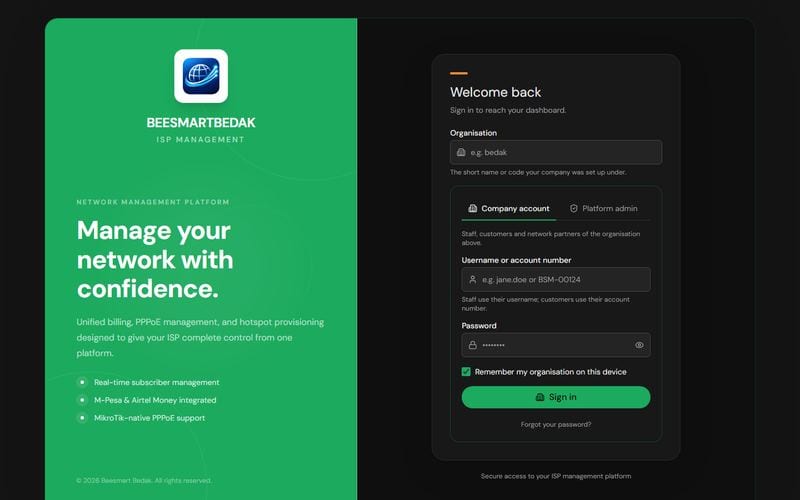 BEESMARTBEDAK
ISP MANAGEMENT
NETWORK MANAGEMENT PLATFORM
Manage your
network with
confidence.
Unified billing, PPPoE management, and hotspot provisioning
designed to give your ISP complete control from one
platform.
Real-time subscriber management
M-Pesa & Airtel Money integrated
MikroTik-native PPPoE support
© 2026 Beesmart Bedak. All rights reserved.
Welcome back
Sign in to reach your dashboard.
Organisation
e.g. bedak
The short name or code your company was set up under.
Company account
Platform admin
Staff, customers and network partners of the organisation
above.
Username or account number
e.g. jane.doe or BSM-00124
Staff use their username; customers use their account
number.
Password
••••••••
Remember my organisation on this device
Sign in
Forgot your password?
Secure access to your ISP management platform